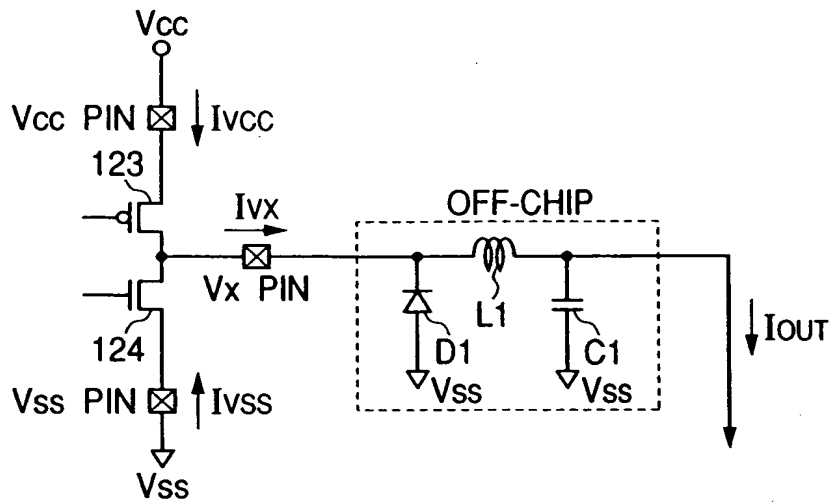 Vcc
Vcc PIN
Ivcc
123
Ivx
OFF-CHIP
Vx PIN
L1
124
D1
C1
IOUT
Vss
Vss
Vss PIN
Ivss
Vss